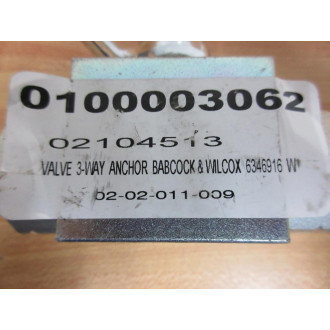 0100003062
02104513
VALVE 3-WAY ANCHOR BABCOCK & WILCOX 6346916 W
02-02-011-009